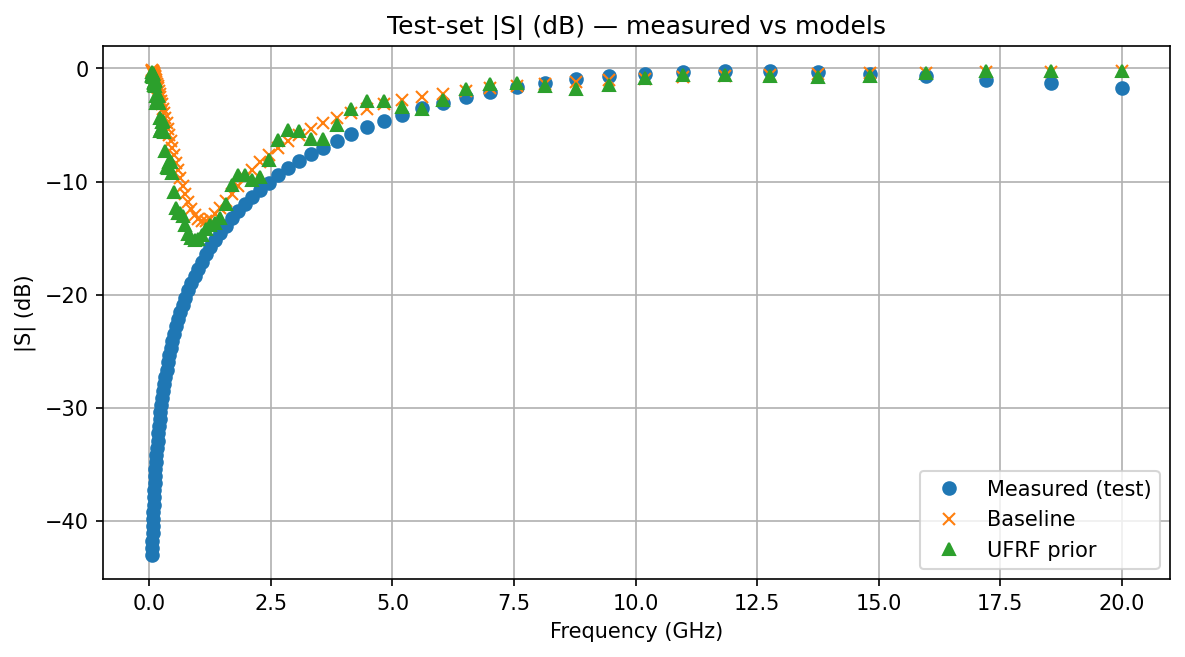 Test-set |S| (dB) — measured vs models
|S| (dB)
0
−10
−20
−30
−40
Measured (test)
Baseline
UFRF prior
0.0 2.5 5.0 7.5 10.0 12.5 15.0 17.5 20.0
Frequency (GHz)